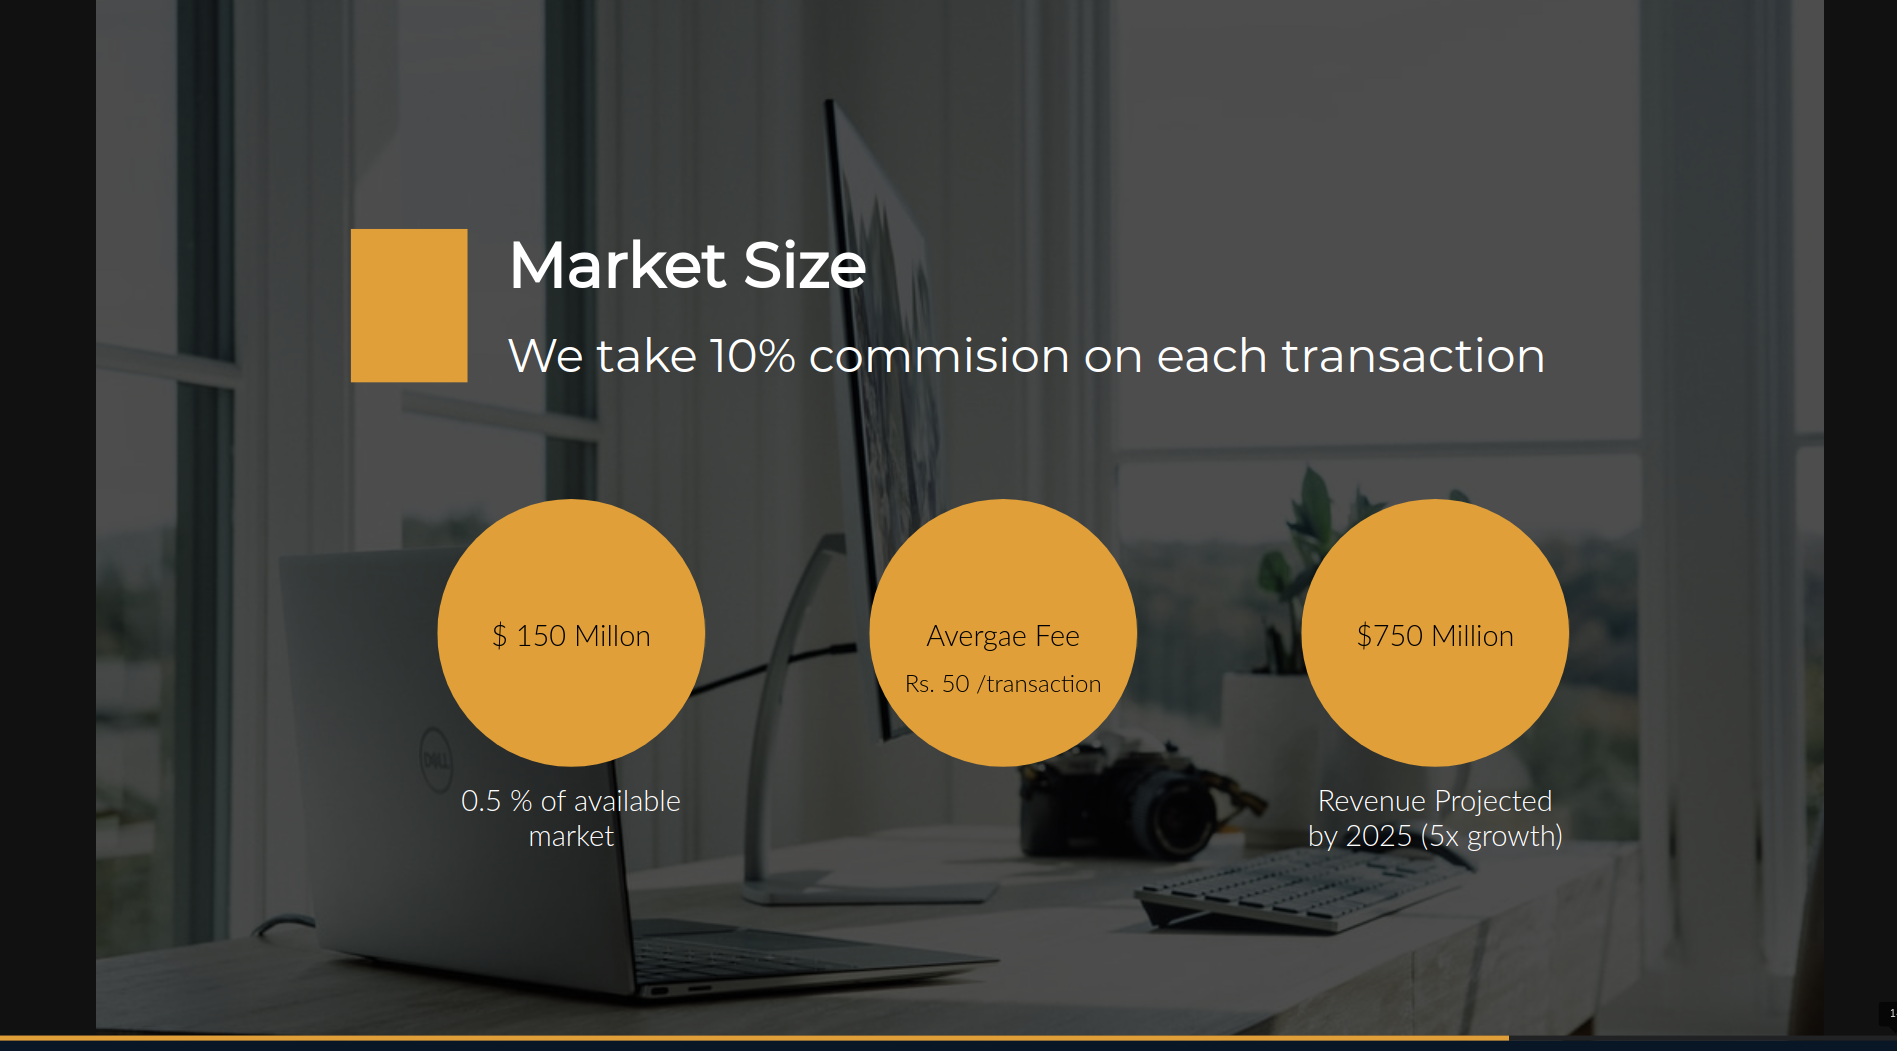 Market Size
We take 10% commision on each transaction
$ 150 Millon
Avergae Fee
Rs. 50 /transaction
$750 Million
DELL
0.5 % of available
market
Revenue Projected
by 2025 (5x growth)